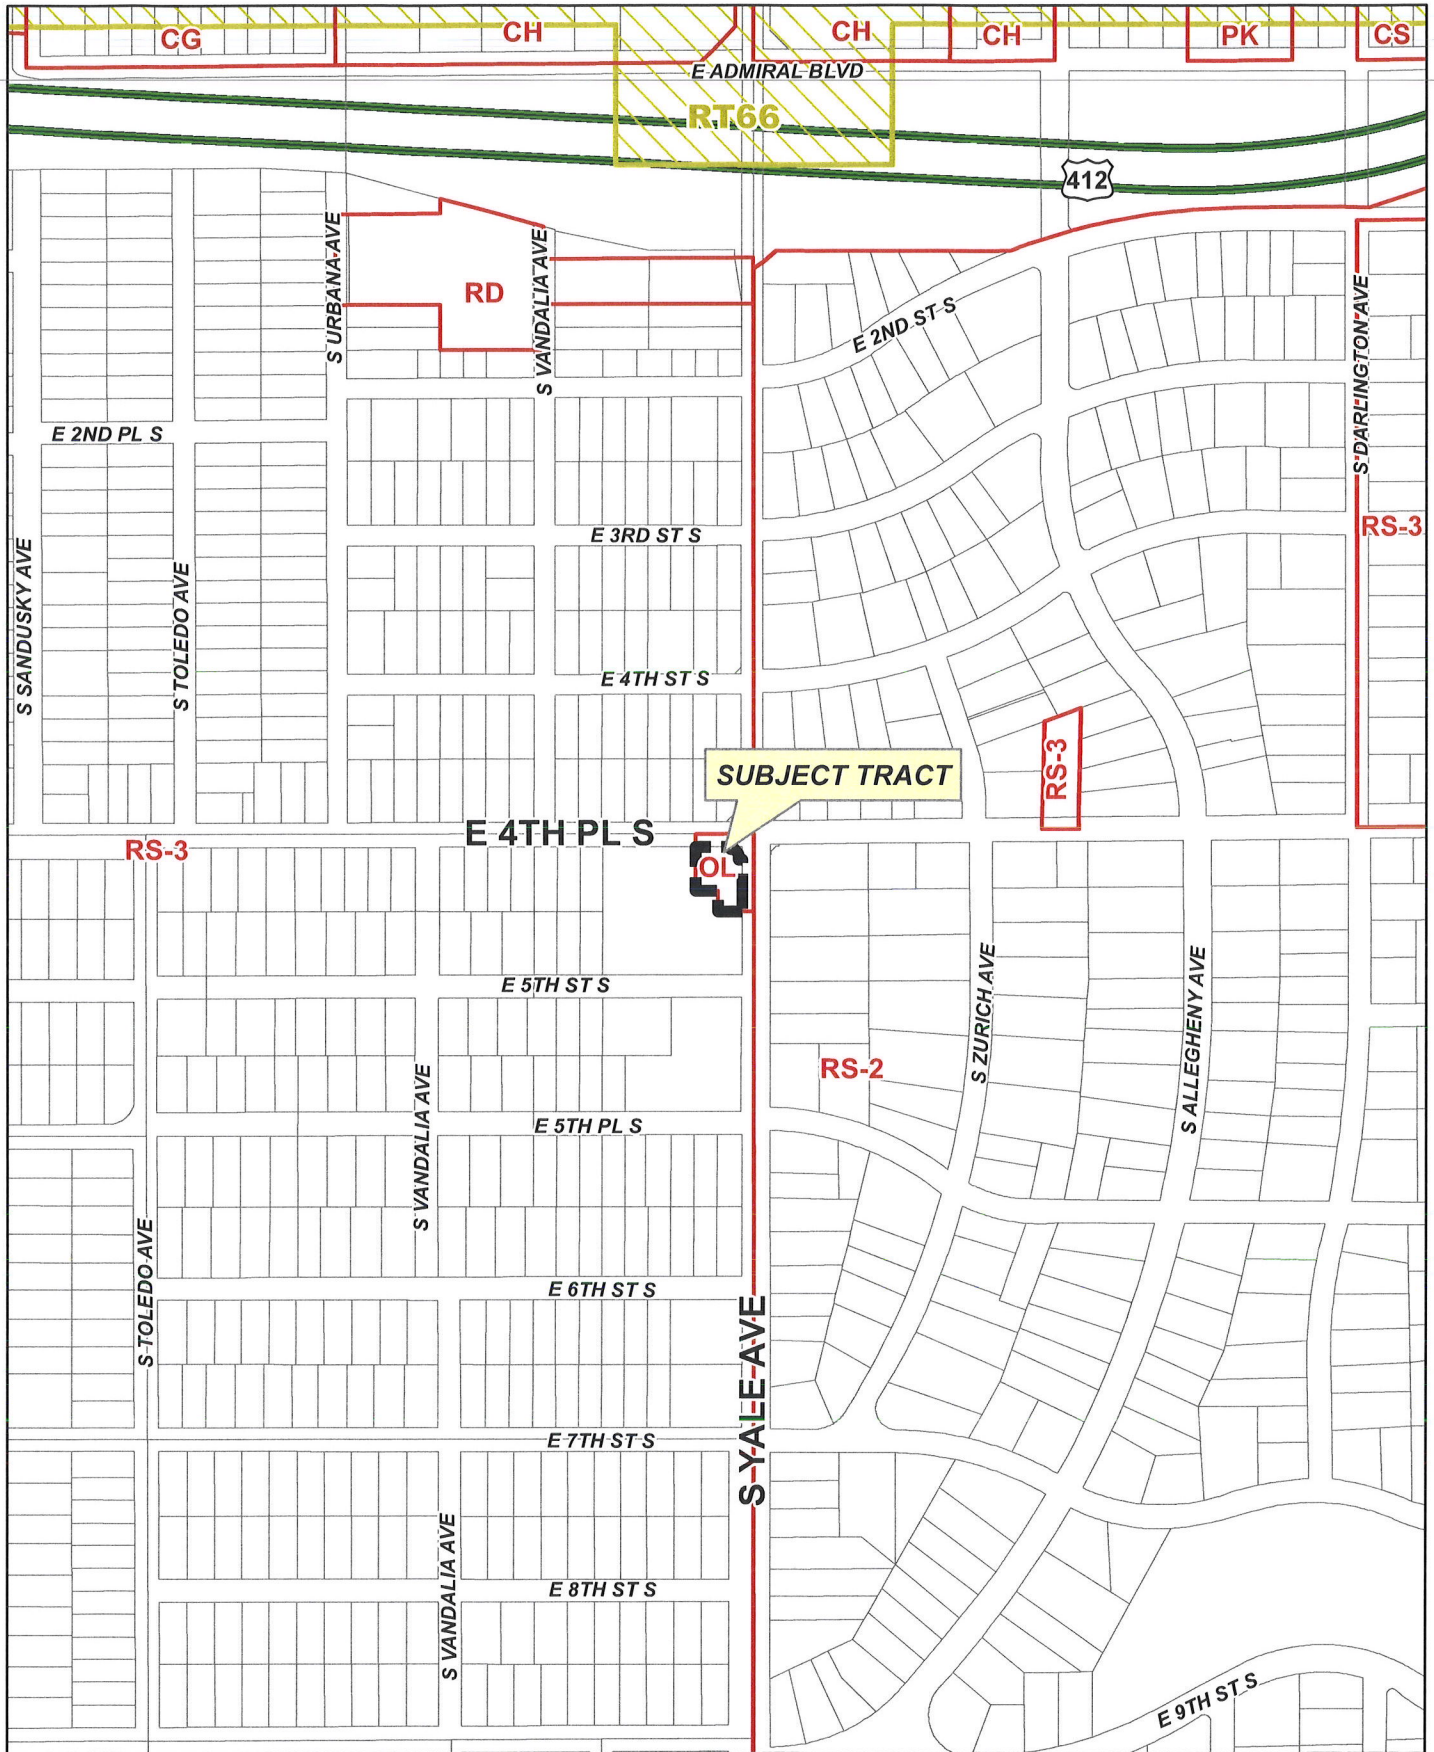 CG
CH
CH
CH
PK
CS
E ADMIRAL BLVD
RT66
412
S URBANA AVE
RD
S VANDALIA AVE
E 2ND ST S
S DARLINGTON AVE
E 2ND PL S
E 3RD ST S
RS-3
S SANDUSKY AVE
S TOLEDO AVE
E 4TH ST S
SUBJECT TRACT
RS-3
E 4TH PL S
RS-3
OL
E 5TH ST S
S ZURICH AVE
S ALLEGHENY AVE
RS-2
S VANDALIA AVE
E 5TH PL S
S TOLEDO AVE
E 6TH ST S
S YALE AVE
E 7TH ST S
S VANDALIA AVE
E 8TH ST S
E 9TH ST S